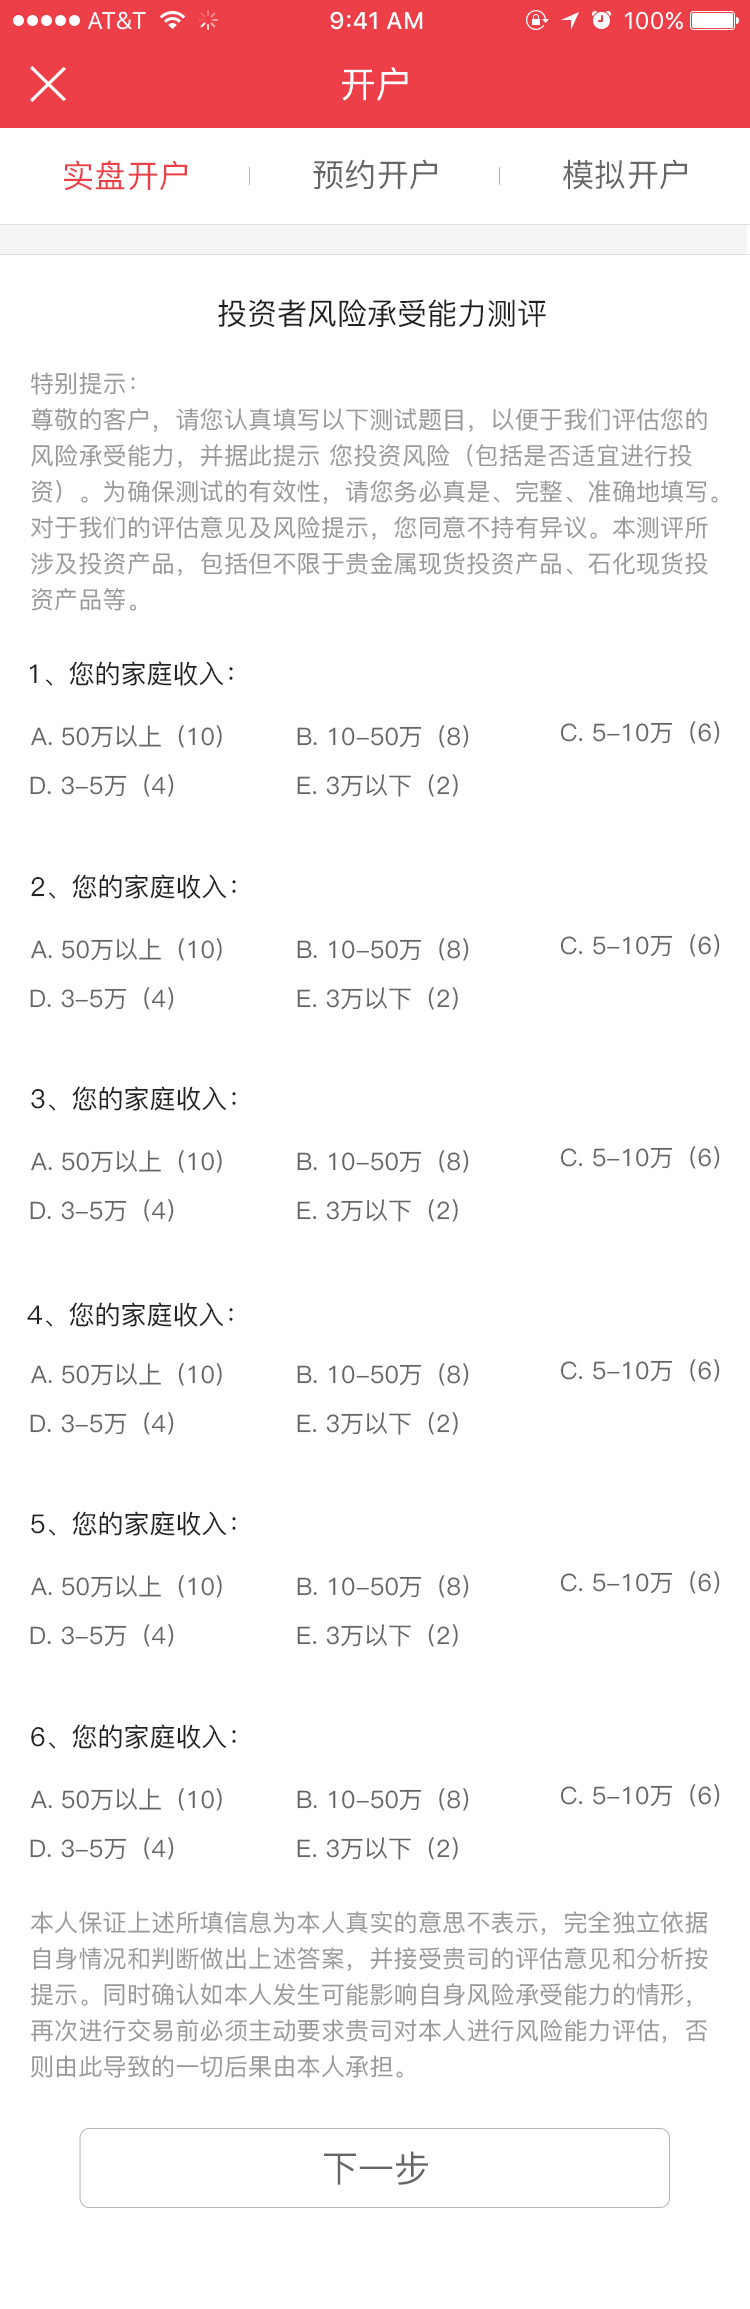 AT&T 9:41 AM 100%
开户
实盘开户 预约开户 模拟开户
投资者风险承受能力测评
特别提示：
尊敬的客户，请您认真填写以下测试题目，以便于我们评估您的
风险承受能力，并据此提示 您投资风险（包括是否适宜进行投
资）。为确保测试的有效性，请您务必真是、完整、准确地填写。
对于我们的评估意见及风险提示，您同意不持有异议。本测评所
涉及投资产品，包括但不限于贵金属现货投资产品、石化现货投
资产品等。
1、您的家庭收入：
A. 50万以上（10） B. 10-50万（8） C. 5-10万（6）
D. 3-5万（4） E. 3万以下（2）
2、您的家庭收入：
A. 50万以上（10） B. 10-50万（8） C. 5-10万（6）
D. 3-5万（4） E. 3万以下（2）
3、您的家庭收入：
A. 50万以上（10） B. 10-50万（8） C. 5-10万（6）
D. 3-5万（4） E. 3万以下（2）
4、您的家庭收入：
A. 50万以上（10） B. 10-50万（8） C. 5-10万（6）
D. 3-5万（4） E. 3万以下（2）
5、您的家庭收入：
A. 50万以上（10） B. 10-50万（8） C. 5-10万（6）
D. 3-5万（4） E. 3万以下（2）
6、您的家庭收入：
A. 50万以上（10） B. 10-50万（8） C. 5-10万（6）
D. 3-5万（4） E. 3万以下（2）
本人保证上述所填信息为本人真实的意思不表示，完全独立依据
自身情况和判断做出上述答案，并接受贵司的评估意见和分析按
提示。同时确认如本人发生可能影响自身风险承受能力的情形，
再次进行交易前必须主动要求贵司对本人进行风险能力评估，否
则由此导致的一切后果由本人承担。
下一步